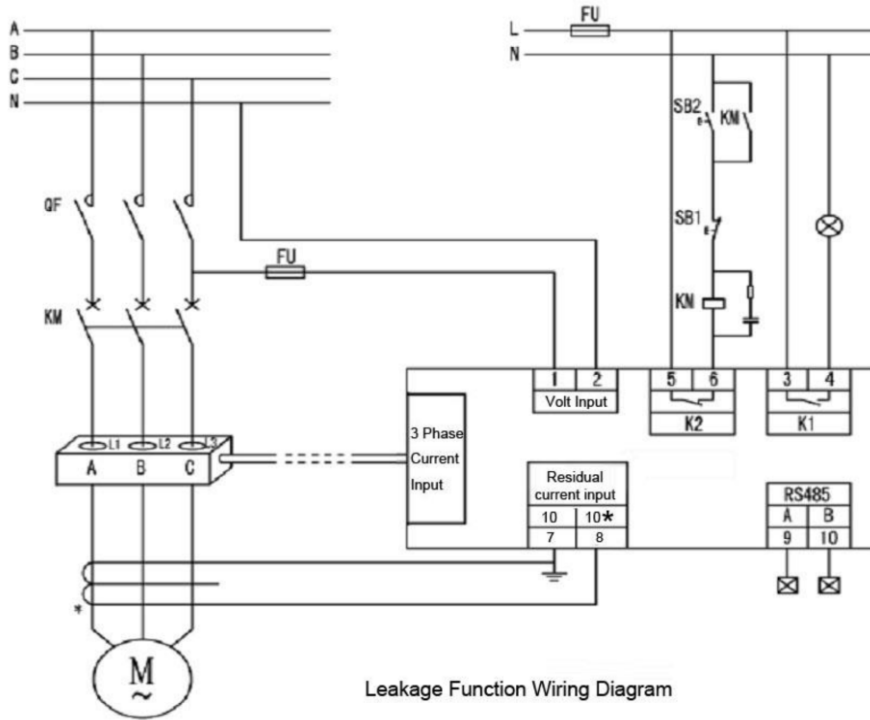 A
B
C
N
L
FU
N
SB2
KM
QF
SB1
FU
KM
KM
1 2
Volt Input
5 6
K2
3 4
K1
L1 L2 L3
A B C
3 Phase
Current
Input
Residual
current input
10 10*
7 8
RS485
A B
9 10
*
M
~
Leakage Function Wiring Diagram